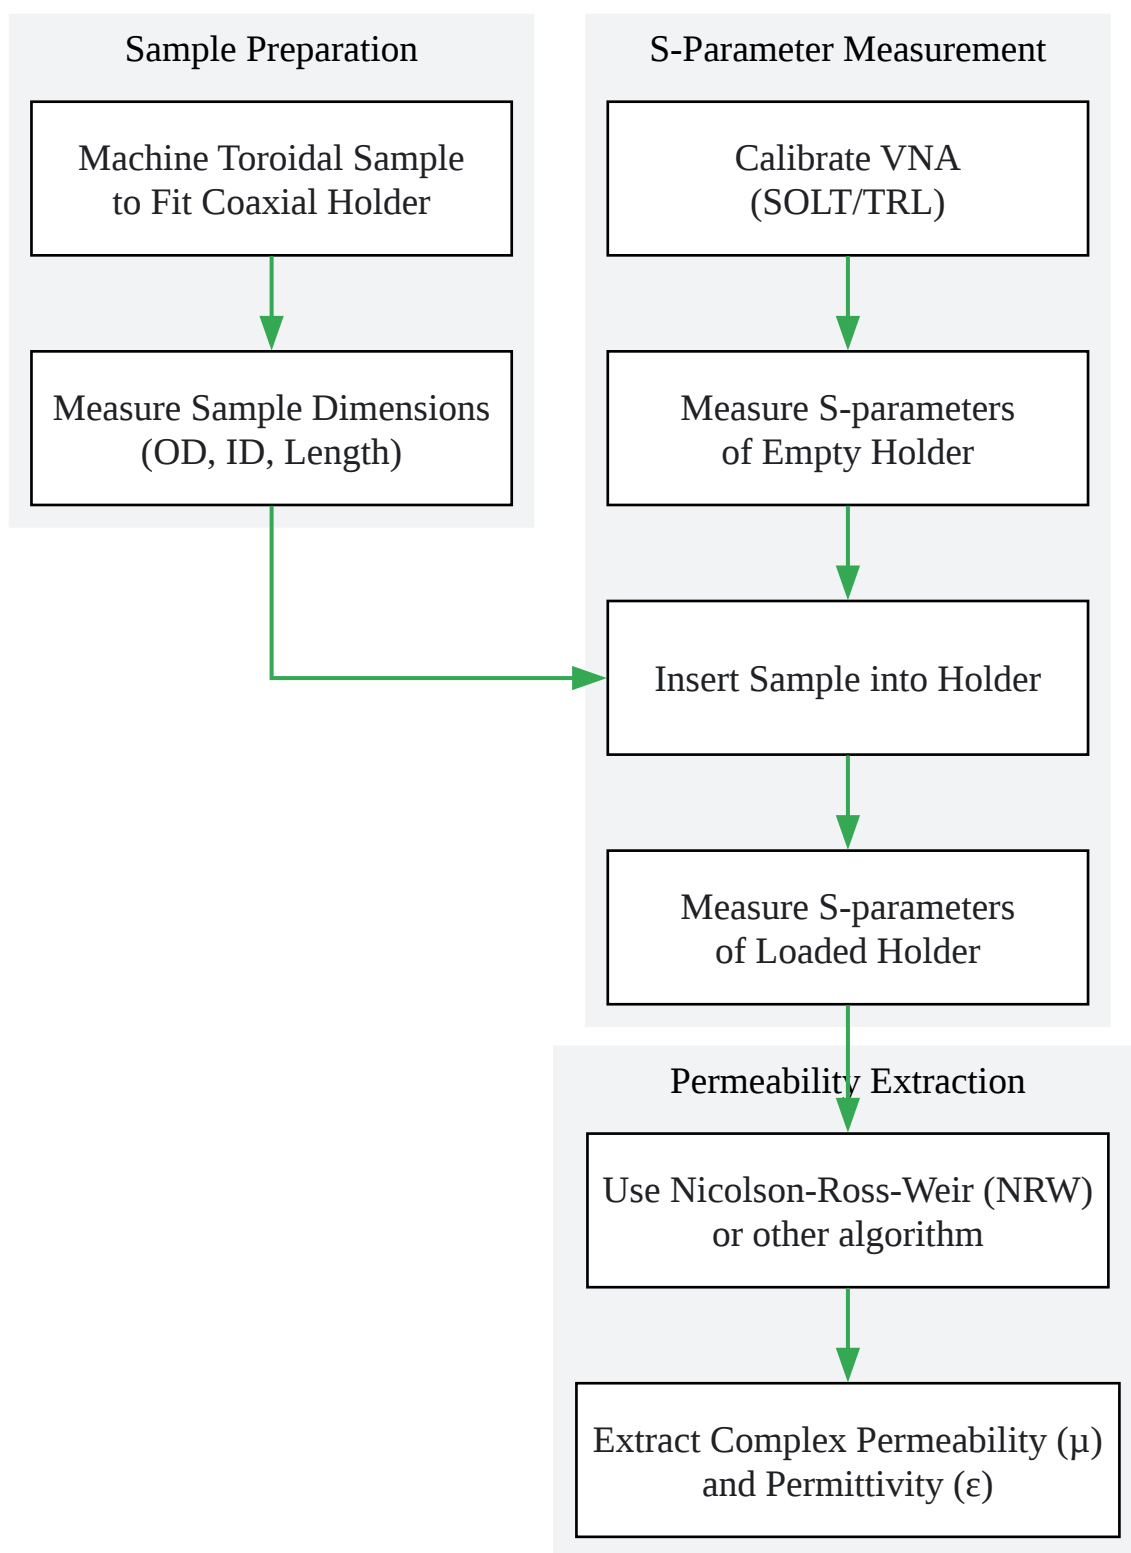 Sample Preparation
Machine Toroidal Sample
to Fit Coaxial Holder
Measure Sample Dimensions
(OD, ID, Length)
S-Parameter Measurement
Calibrate VNA
(SOLT/TRL)
Measure S-parameters
of Empty Holder
Insert Sample into Holder
Measure S-parameters
of Loaded Holder
Permeability Extraction
Use Nicolson-Ross-Weir (NRW)
or other algorithm
Extract Complex Permeability (µ)
and Permittivity (ε)